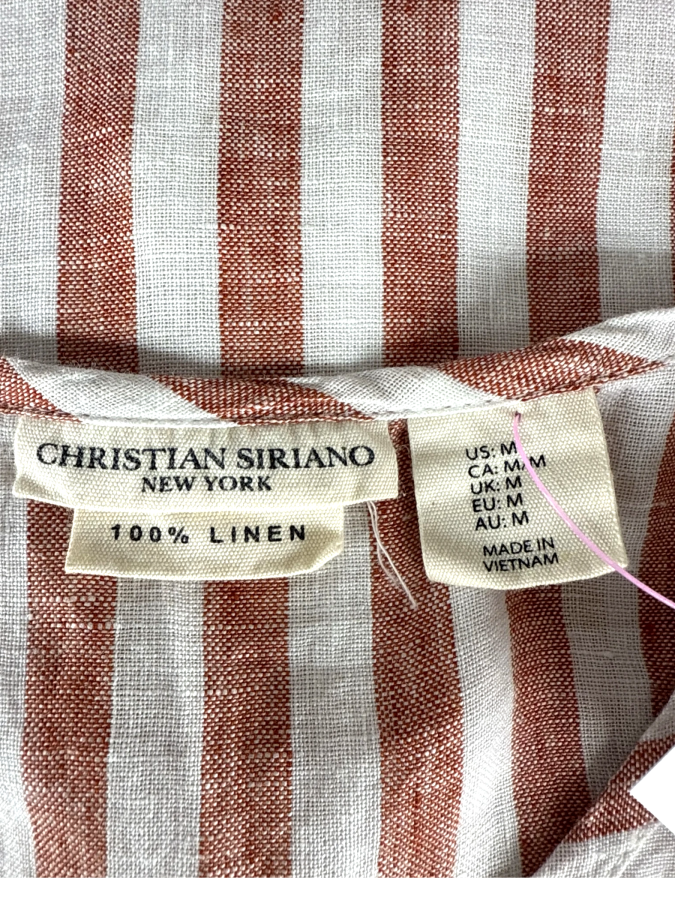 CHRISTIAN SIRIANO
NEW YORK
100% LINEN
US: M
CA: M/M
UK: M
EU: M
AU: M
MADE IN
VIETNAM